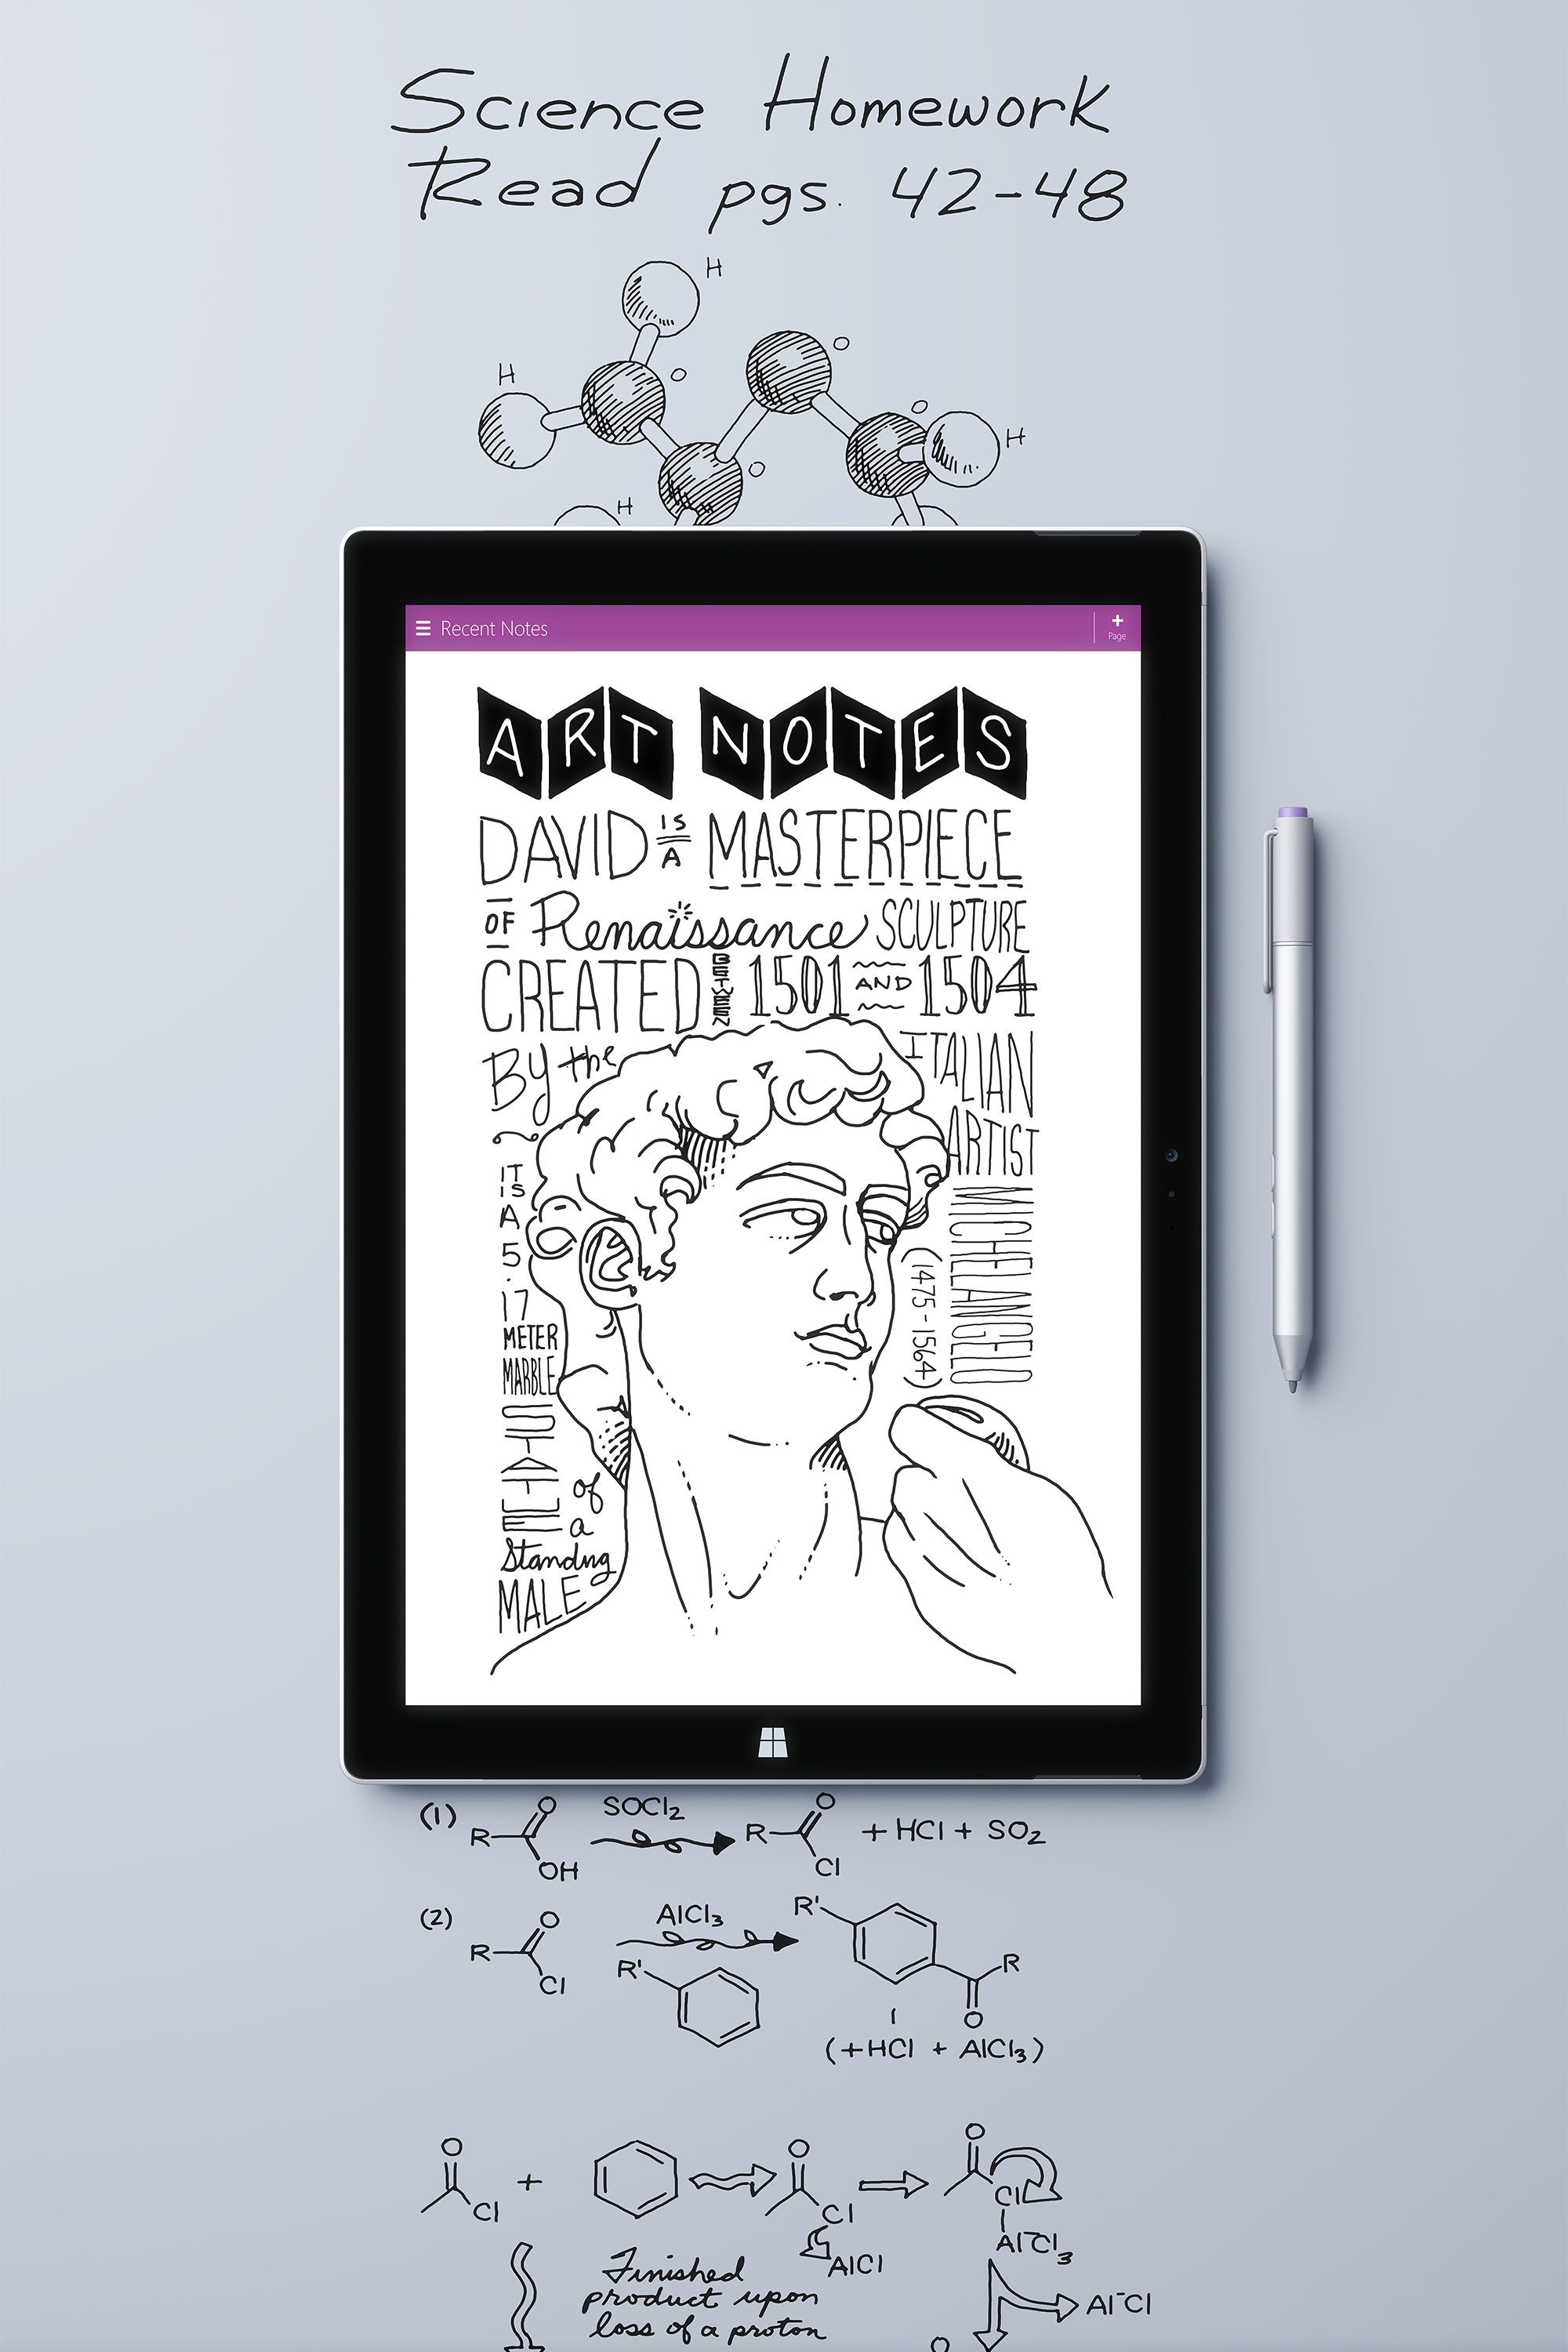 Science Homework
Read pgs. 42-48
H
H
O
O
O
O
H
H
Recent Notes
+
Page
ART NOTES
DAVID IS A MASTERPIECE
OF Renaissance SCULPTURE
CREATED BETWEEN 1501 AND 1504
By the
ITALIAN
ARTIST
MICHELANGELO
(1475-1564)
IT
IS
A
5
.
17
METER
MARBLE
STATUE
of
a
Standng
MALE
(1) R O OH SOCl₂ R O Cl + HCl + SO₂
(2) R O Cl AlCl₃ R' R' R O
(+HCl + AlCl₃)
O Cl + O Cl O Cl
AlCl
Al⁻Cl₃
Al⁻Cl
Finished
product upon
loss of a proton
O